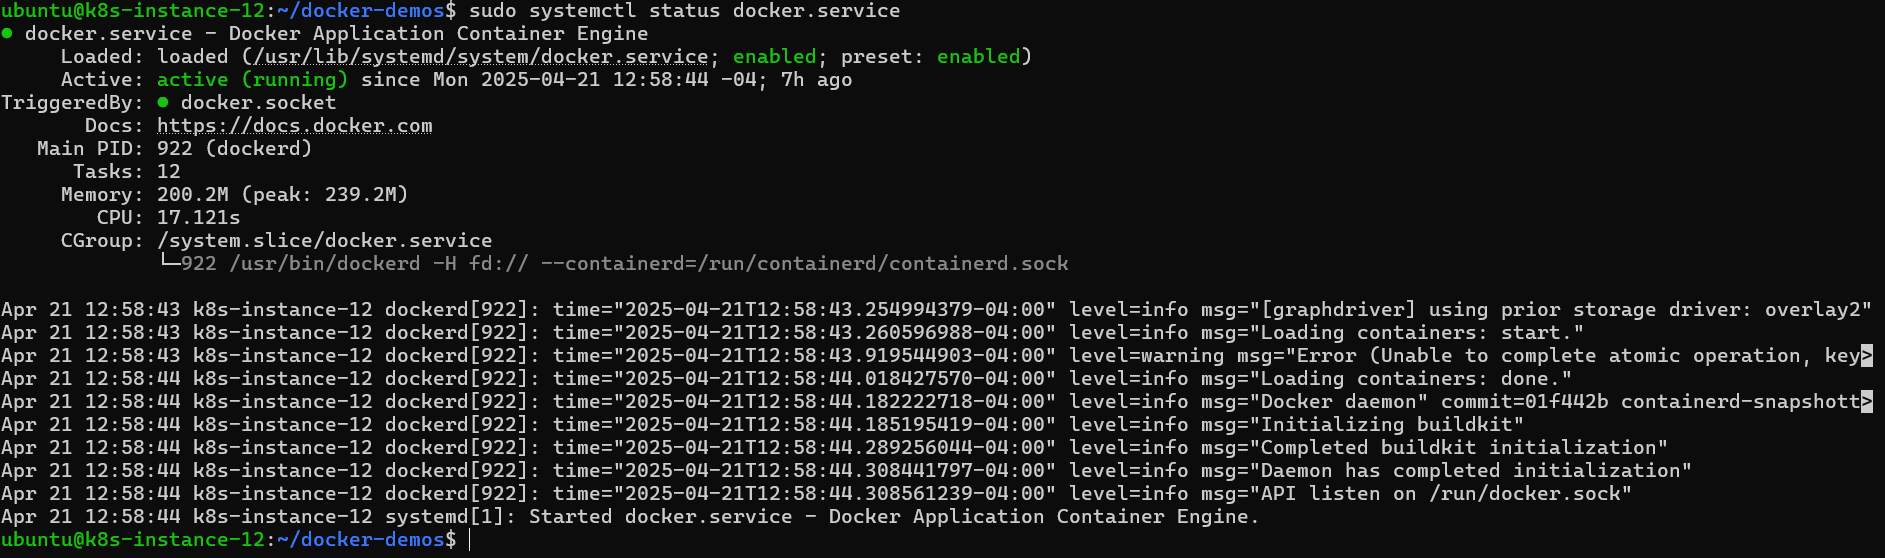 ubuntu@k8s-instance-12:~/docker-demos$ sudo systemctl status docker.service
● docker.service - Docker Application Container Engine
     Loaded: loaded (/usr/lib/systemd/system/docker.service; enabled; preset: enabled)
     Active: active (running) since Mon 2025-04-21 12:58:44 -04; 7h ago
TriggeredBy: ● docker.socket
       Docs: https://docs.docker.com
   Main PID: 922 (dockerd)
      Tasks: 12
     Memory: 200.2M (peak: 239.2M)
        CPU: 17.121s
     CGroup: /system.slice/docker.service
             └─922 /usr/bin/dockerd -H fd:// --containerd=/run/containerd/containerd.sock

Apr 21 12:58:43 k8s-instance-12 dockerd[922]: time="2025-04-21T12:58:43.254994379-04:00" level=info msg="[graphdriver] using prior storage driver: overlay2"
Apr 21 12:58:43 k8s-instance-12 dockerd[922]: time="2025-04-21T12:58:43.260596988-04:00" level=info msg="Loading containers: start."
Apr 21 12:58:43 k8s-instance-12 dockerd[922]: time="2025-04-21T12:58:43.919544903-04:00" level=warning msg="Error (Unable to complete atomic operation, key>
Apr 21 12:58:44 k8s-instance-12 dockerd[922]: time="2025-04-21T12:58:44.018427570-04:00" level=info msg="Loading containers: done."
Apr 21 12:58:44 k8s-instance-12 dockerd[922]: time="2025-04-21T12:58:44.182222718-04:00" level=info msg="Docker daemon" commit=01f442b containerd-snapshott>
Apr 21 12:58:44 k8s-instance-12 dockerd[922]: time="2025-04-21T12:58:44.185195419-04:00" level=info msg="Initializing buildkit"
Apr 21 12:58:44 k8s-instance-12 dockerd[922]: time="2025-04-21T12:58:44.289256044-04:00" level=info msg="Completed buildkit initialization"
Apr 21 12:58:44 k8s-instance-12 dockerd[922]: time="2025-04-21T12:58:44.308441797-04:00" level=info msg="Daemon has completed initialization"
Apr 21 12:58:44 k8s-instance-12 dockerd[922]: time="2025-04-21T12:58:44.308561239-04:00" level=info msg="API listen on /run/docker.sock"
Apr 21 12:58:44 k8s-instance-12 systemd[1]: Started docker.service - Docker Application Container Engine.
ubuntu@k8s-instance-12:~/docker-demos$